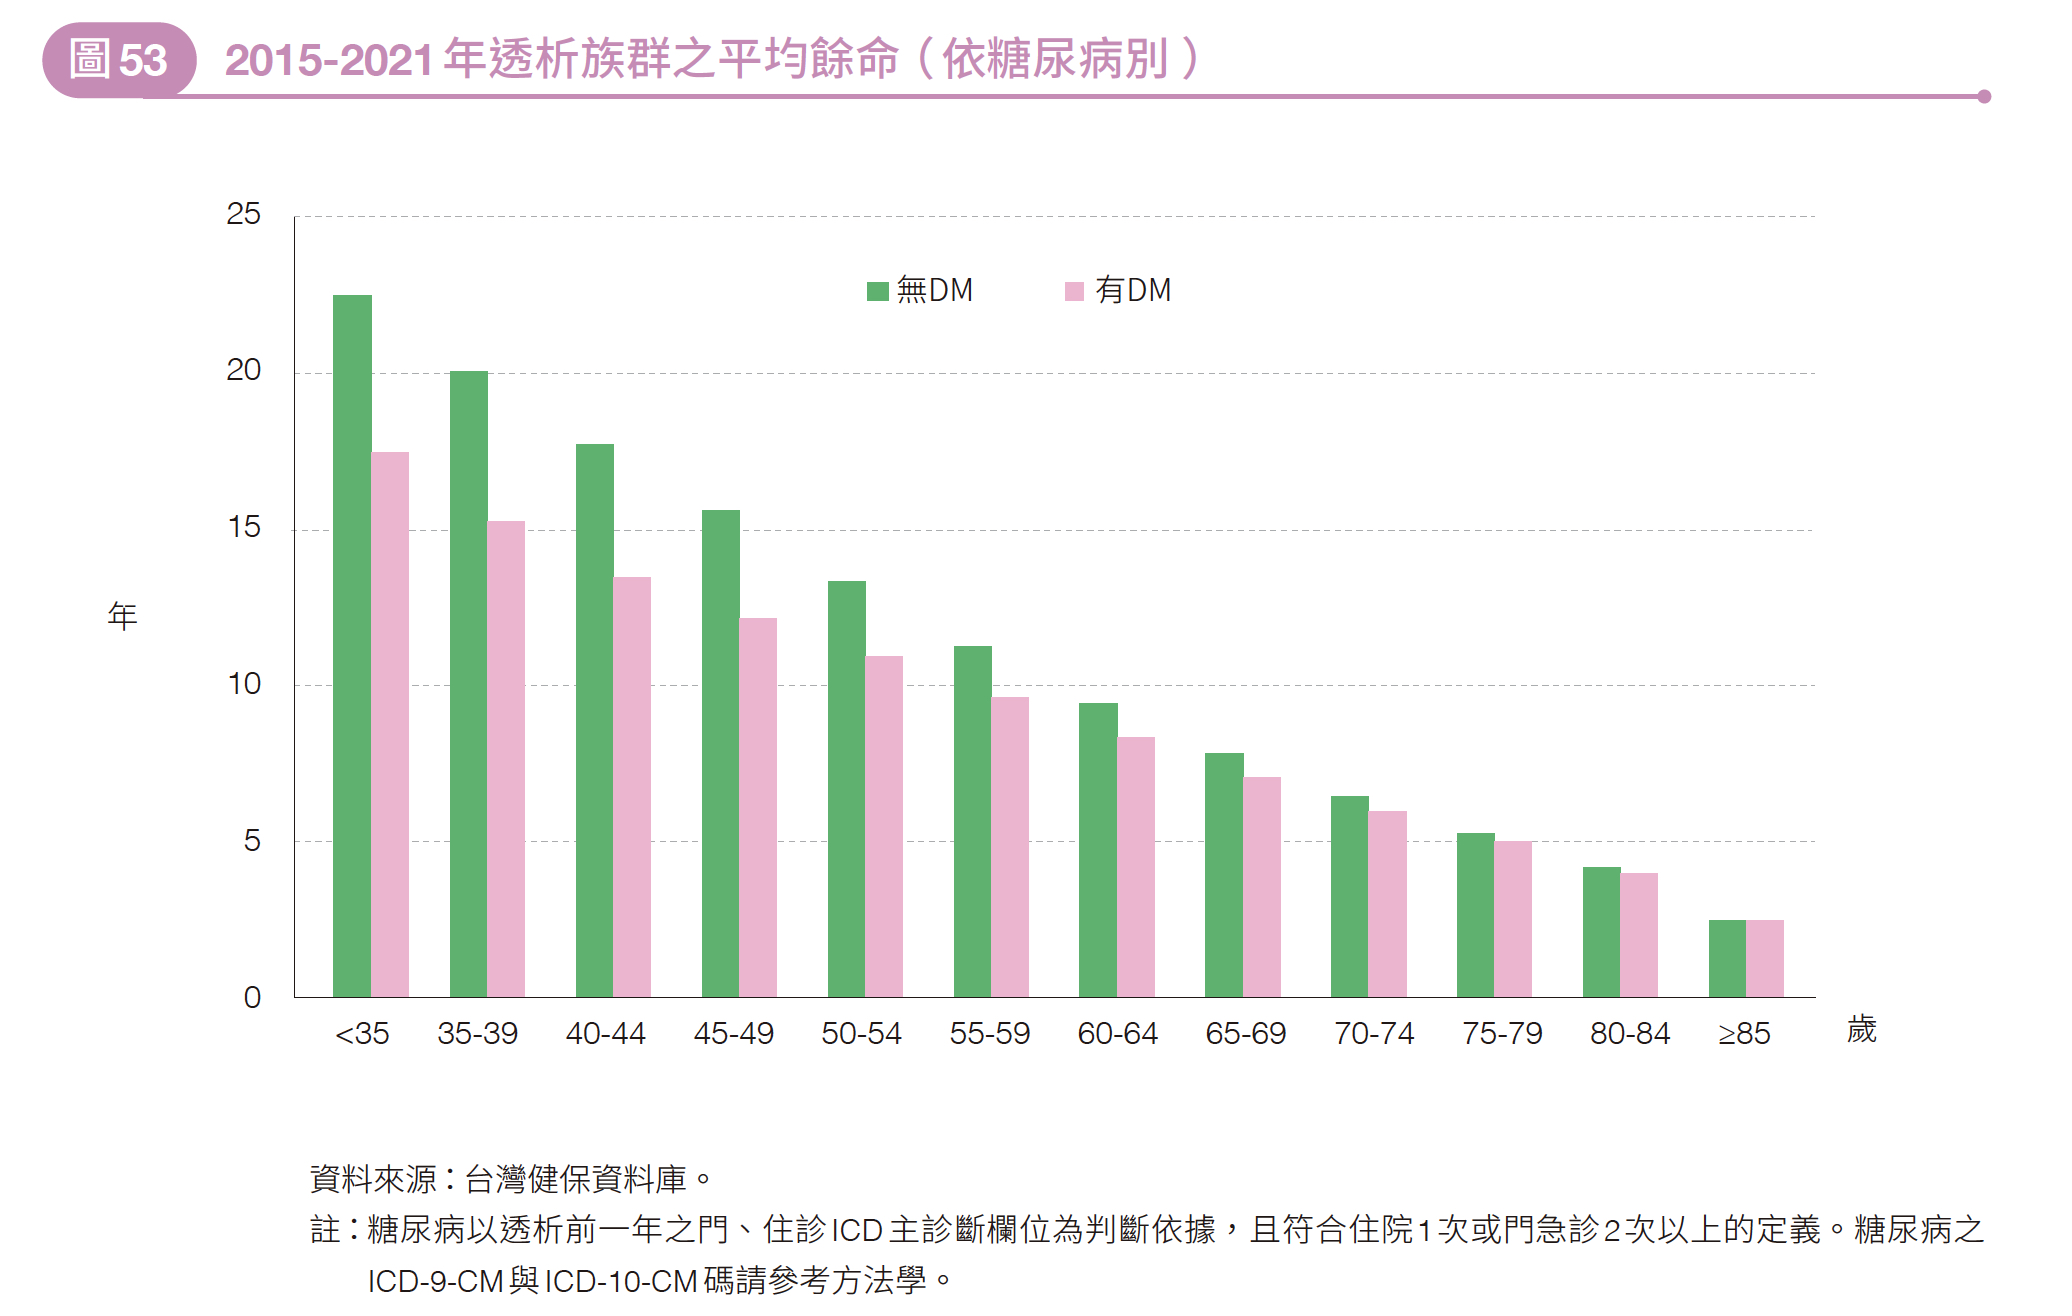 圖53 2015-2021年透析族群之平均餘命（依糖尿病別）
25
無DM 有DM
20
15
年
10
5
0
<35 35-39 40-44 45-49 50-54 55-59 60-64 65-69 70-74 75-79 80-84 ≥85 歲
資料來源：台灣健保資料庫。
註：糖尿病以透析前一年之門、住診ICD主診斷欄位為判斷依據，且符合住院1次或門急診2次以上的定義。糖尿病之
ICD-9-CM與ICD-10-CM碼請參考方法學。